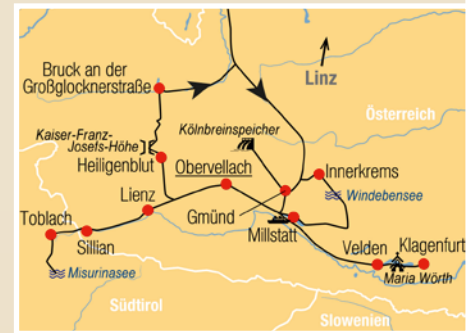 Bruck an der
Großglocknerstraße
Linz
Österreich
Kaiser-Franz-
Josefs-Höhe
Kölnbreinspeicher
Heiligenblut
Obervellach
Innerkrems
Windebensee
Lienz
Gmünd
Toblach
Millstatt
Sillian
Velden
Klagenfurt
Misurinasee
Maria Wörth
Südtirol
Slowenien